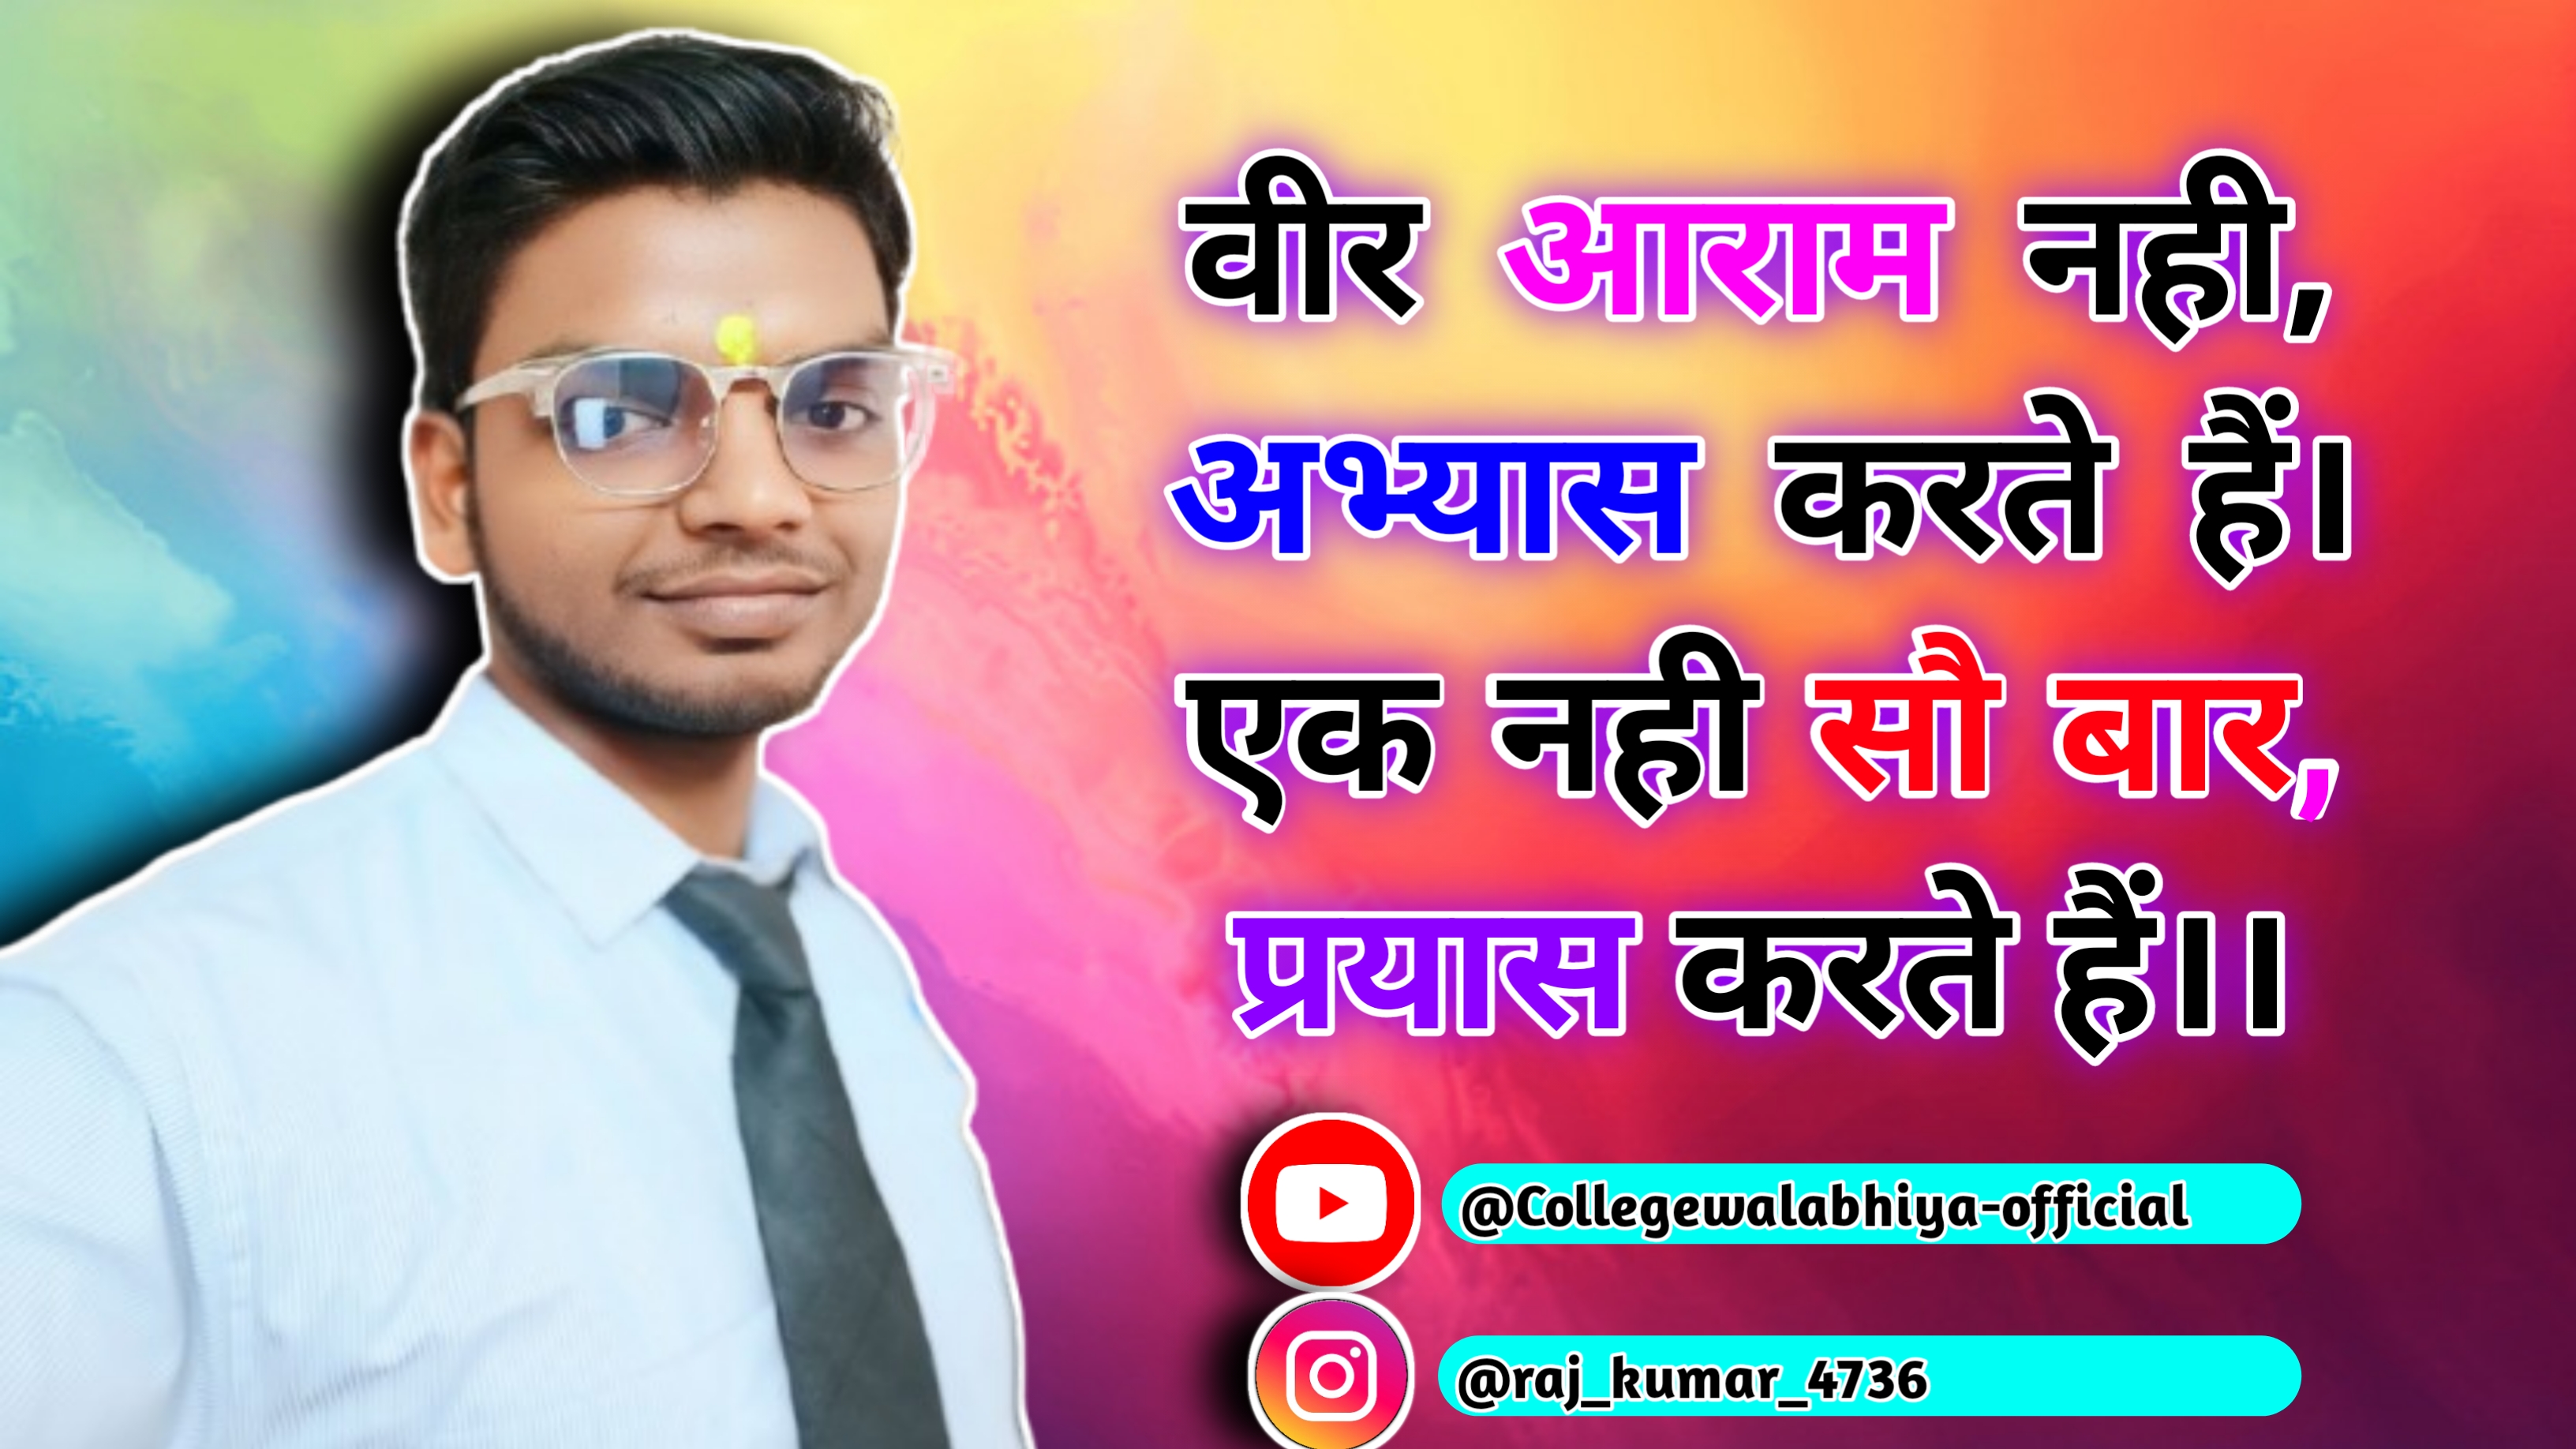 वीर आराम नही,
अभ्यास करते हैं।
एक नही सौ बार,
प्रयास करते हैं।।
@Collegewalabhiya-official
@raj_kumar_4736